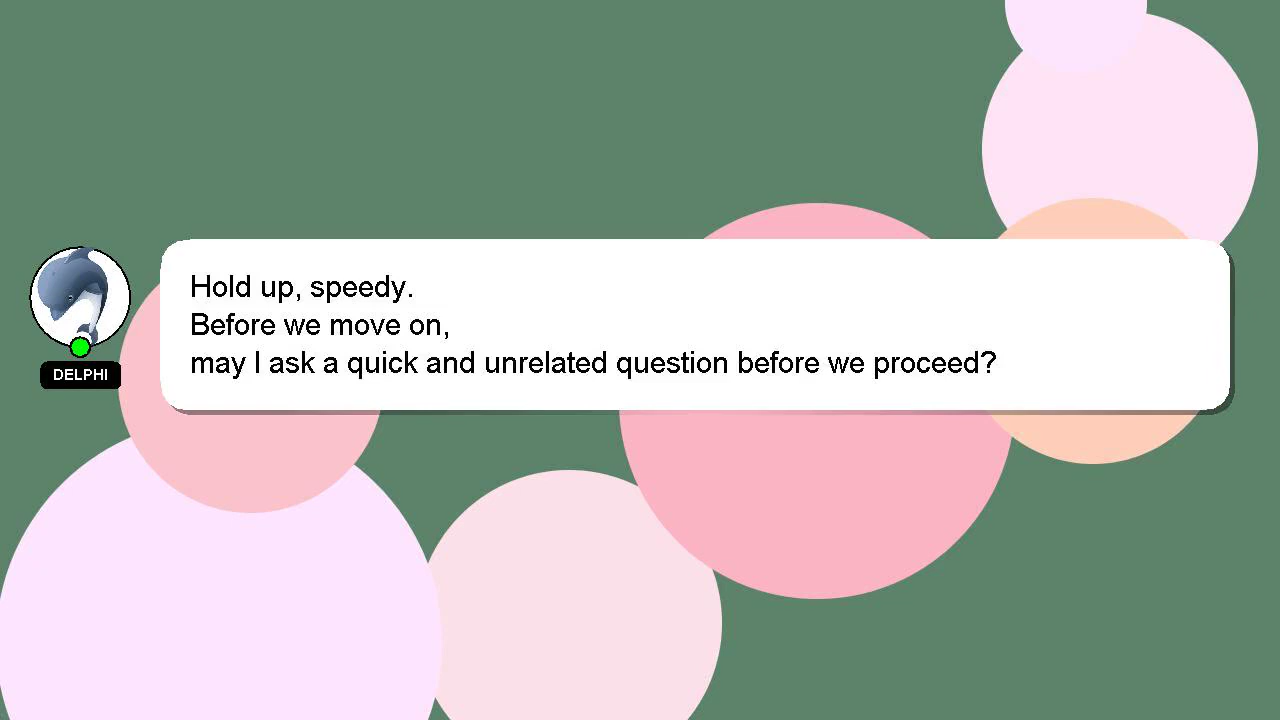 Hold up, speedy.
Before we move on,
may I ask a quick and unrelated question before we proceed?
DELPHI